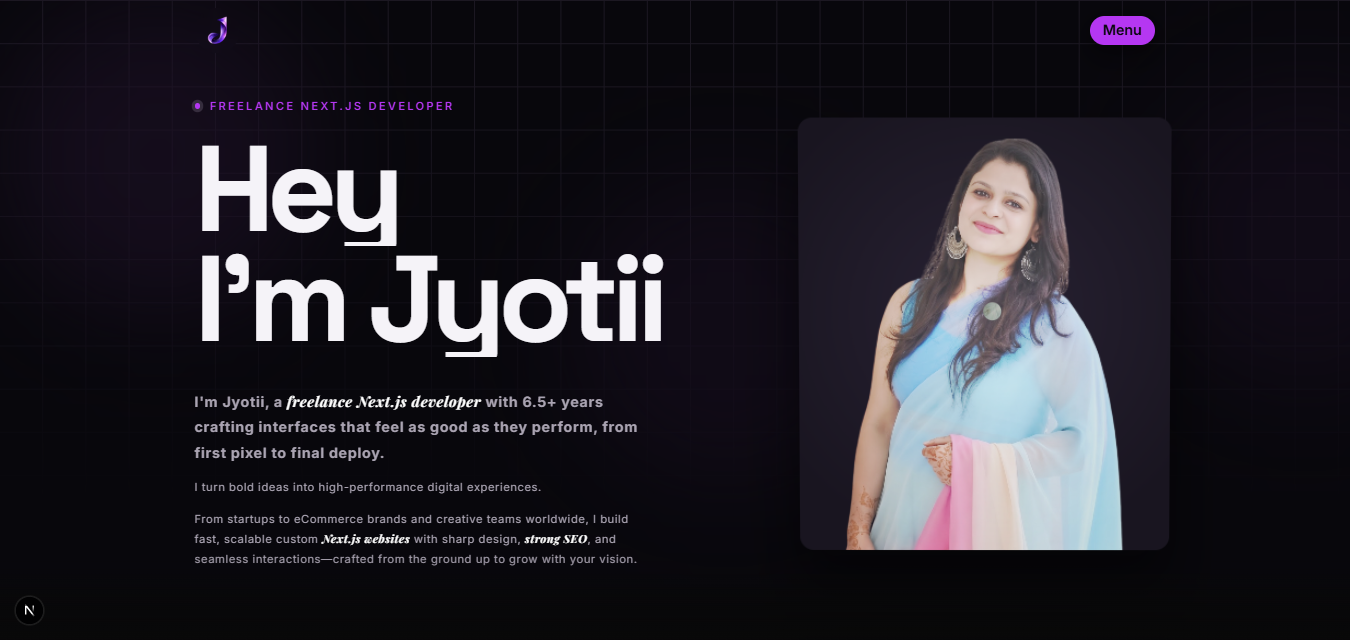 J
Menu
FREELANCE NEXT.JS DEVELOPER
Hey
I’m Jyotii
I'm Jyotii, a freelance Next.js developer with 6.5+ years
crafting interfaces that feel as good as they perform, from
first pixel to final deploy.
I turn bold ideas into high-performance digital experiences.
From startups to eCommerce brands and creative teams worldwide, I build
fast, scalable custom Next.js websites with sharp design, strong SEO, and
seamless interactions—crafted from the ground up to grow with your vision.
N